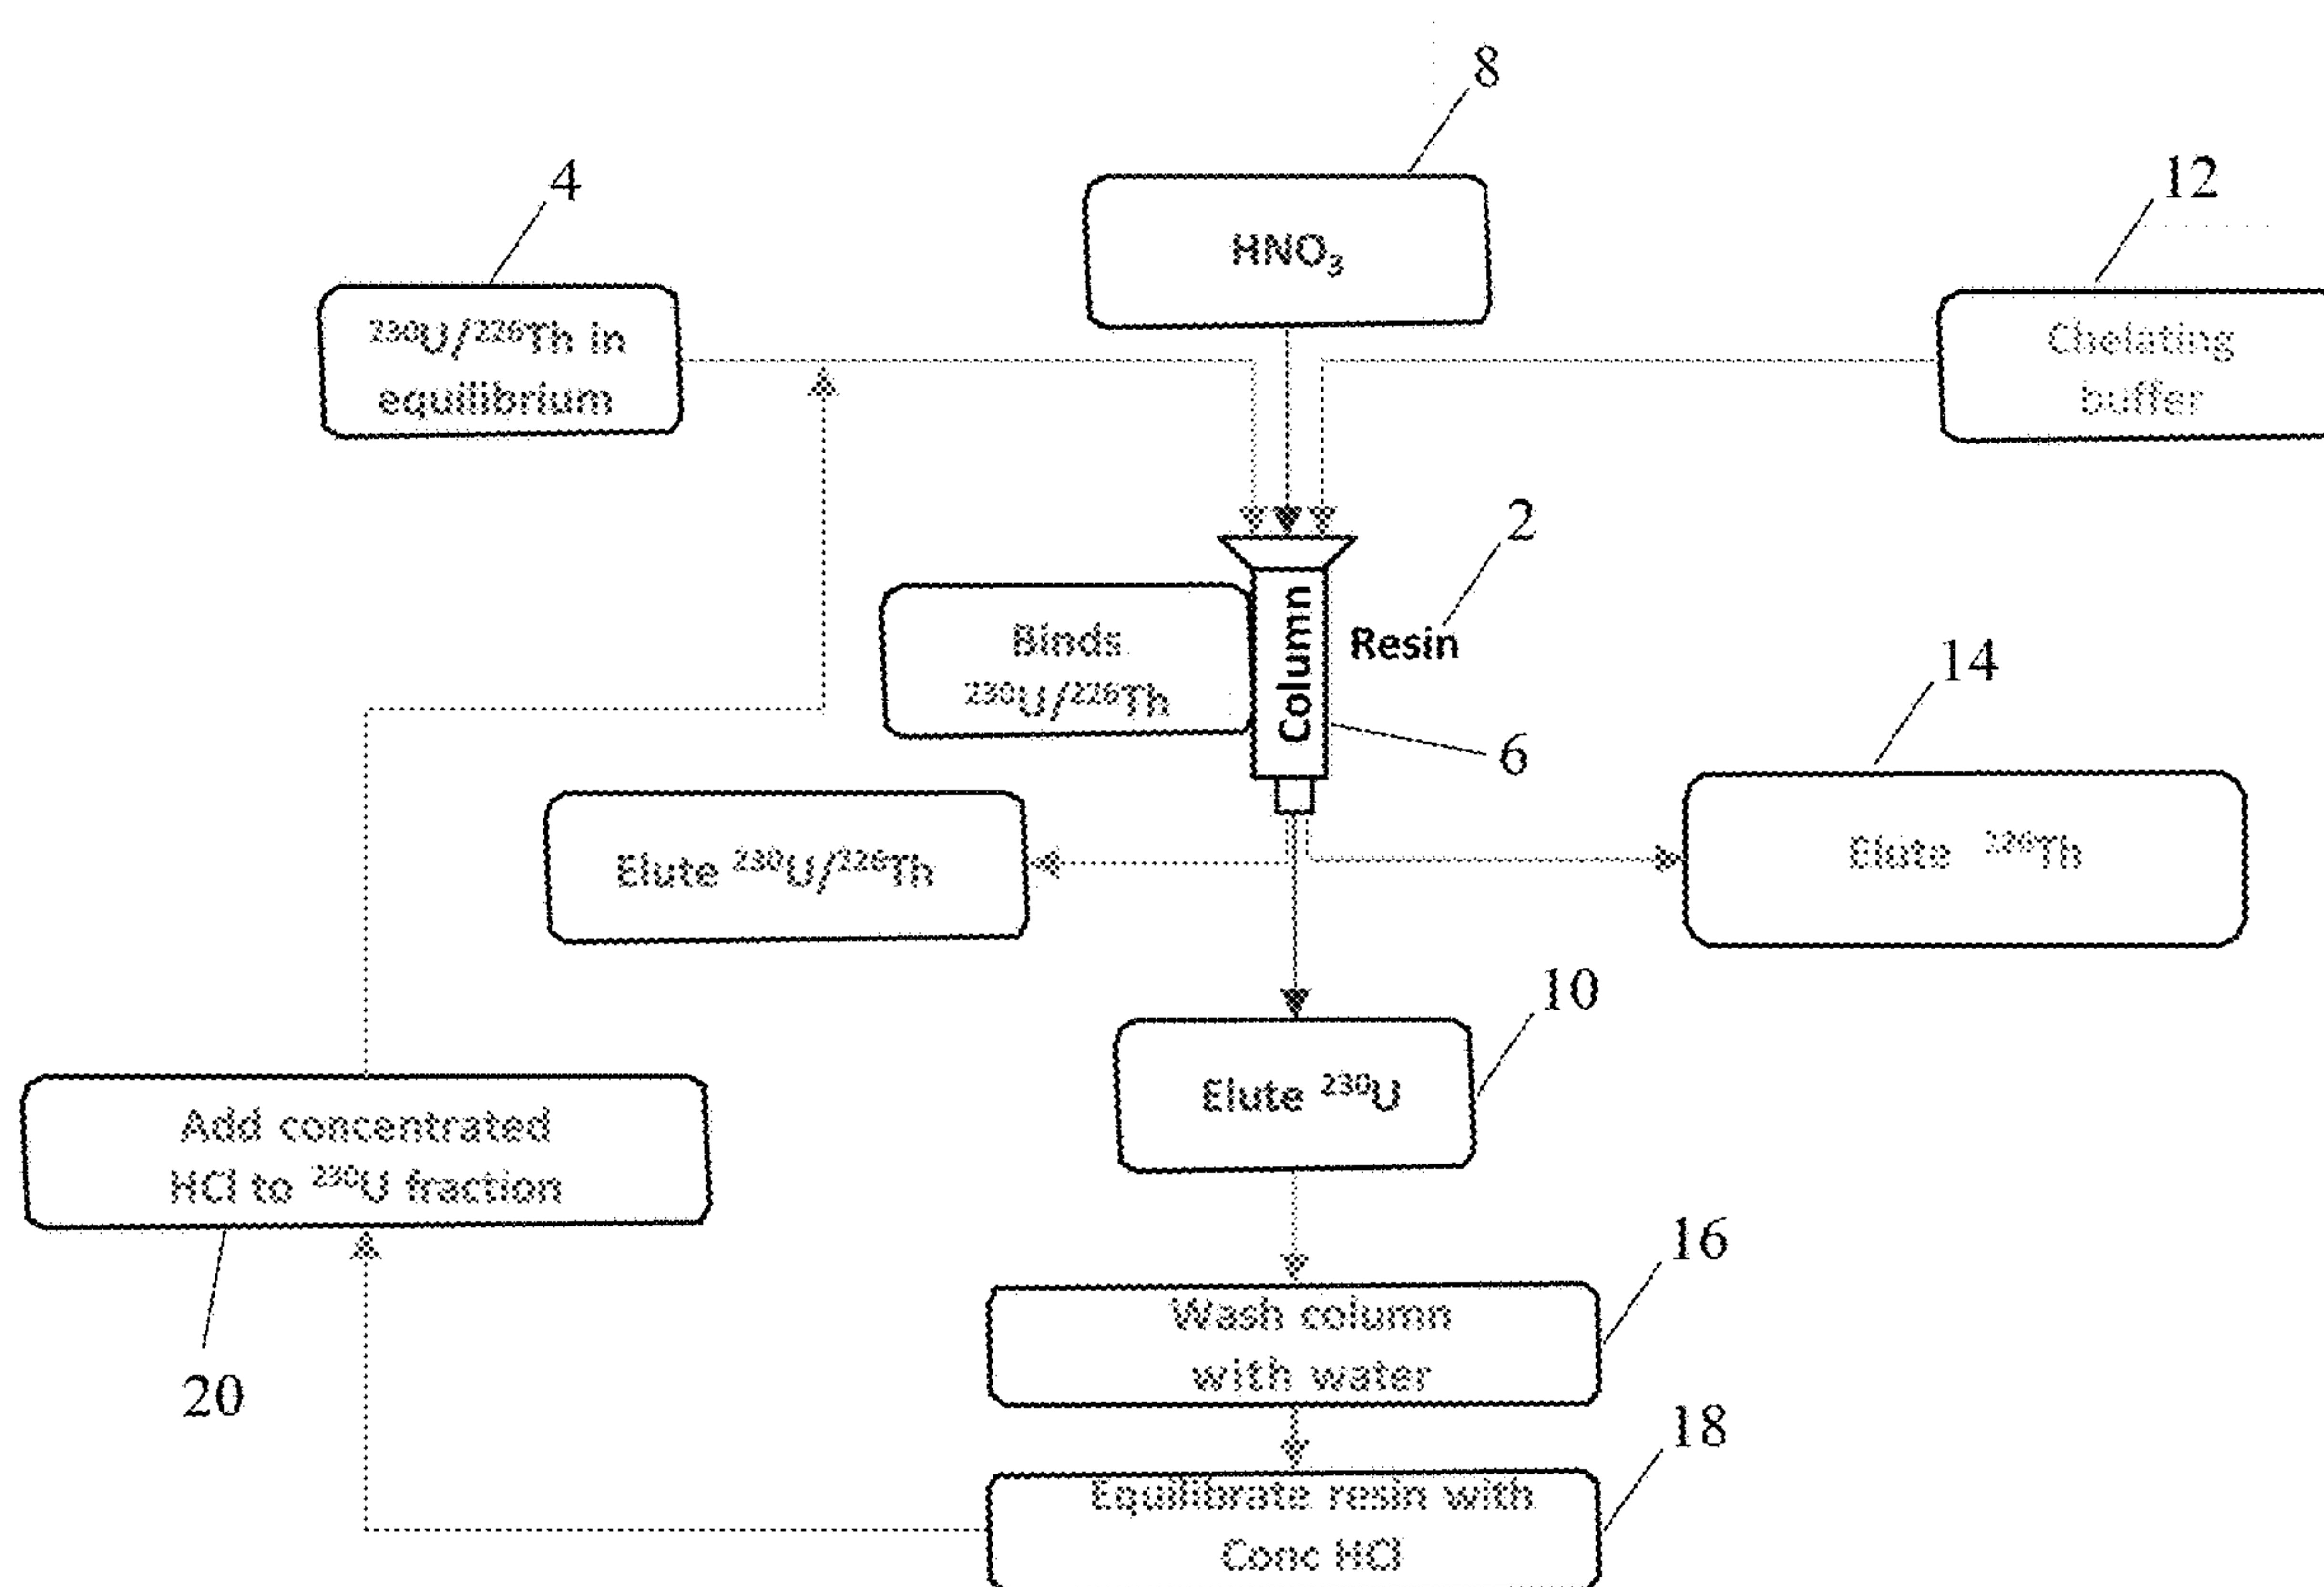 8
4
12
HNO₃
²³⁰U/²²⁶Th in
equilibrium
Chelating
buffer
2
Binds
²³⁰U/²²⁶Th
Column
Resin
14
6
Elute ²³⁰U/²²⁶Th
Elute ²²⁶Th
10
Elute ²³⁰U
Add concentrated
HCl to ²³⁰U fraction
16
Wash column
with water
20
18
Equilibrate resin with
Conc HCl